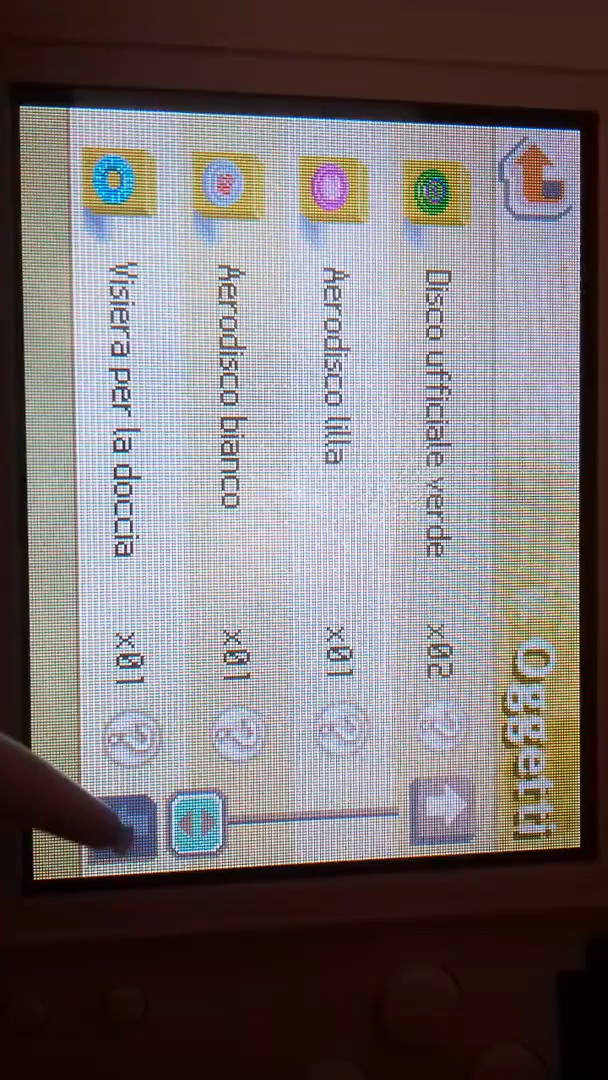 Oggetti
Disco ufficiale verde x02
Aerodisco lilla x01
Aerodisco bianco x01
Visiera per la doccia x01